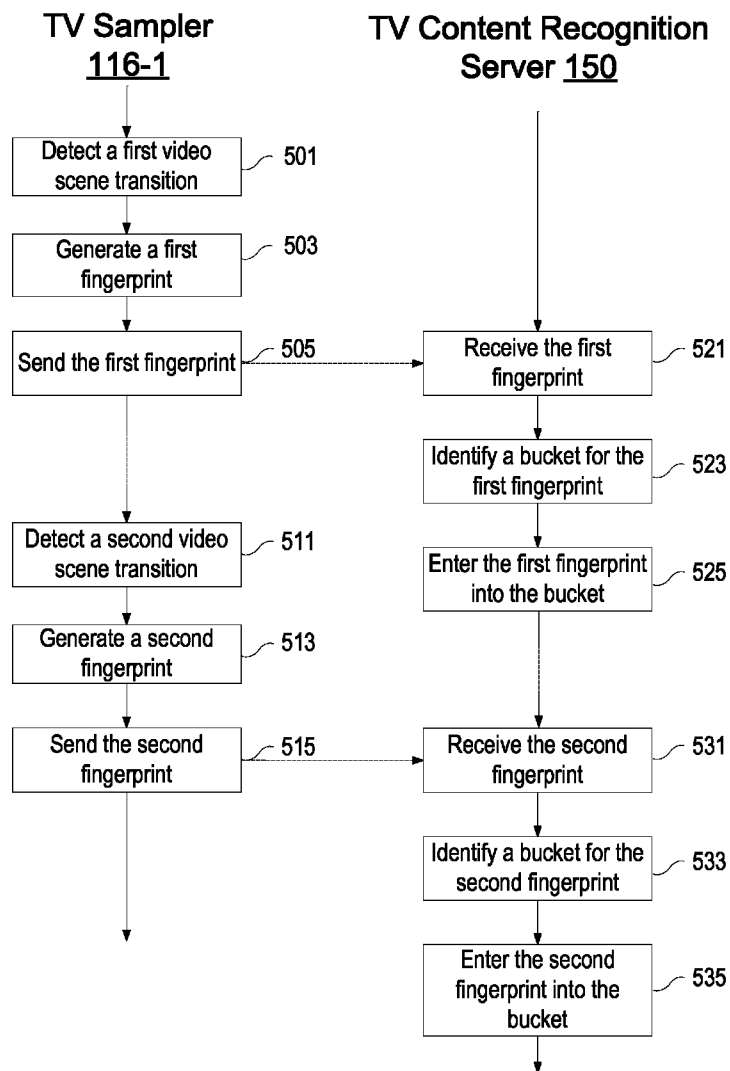 TV Sampler
116-1
TV Content Recognition
Server 150
Detect a first video
scene transition
501
Generate a first
fingerprint
503
Send the first fingerprint
505
Receive the first
fingerprint
521
Identify a bucket for the
first fingerprint
523
Detect a second video
scene transition
511
Enter the first fingerprint
into the bucket
525
Generate a second
fingerprint
513
Send the second
fingerprint
515
Receive the second
fingerprint
531
Identify a bucket for the
second fingerprint
533
Enter the second
fingerprint into the
bucket
535